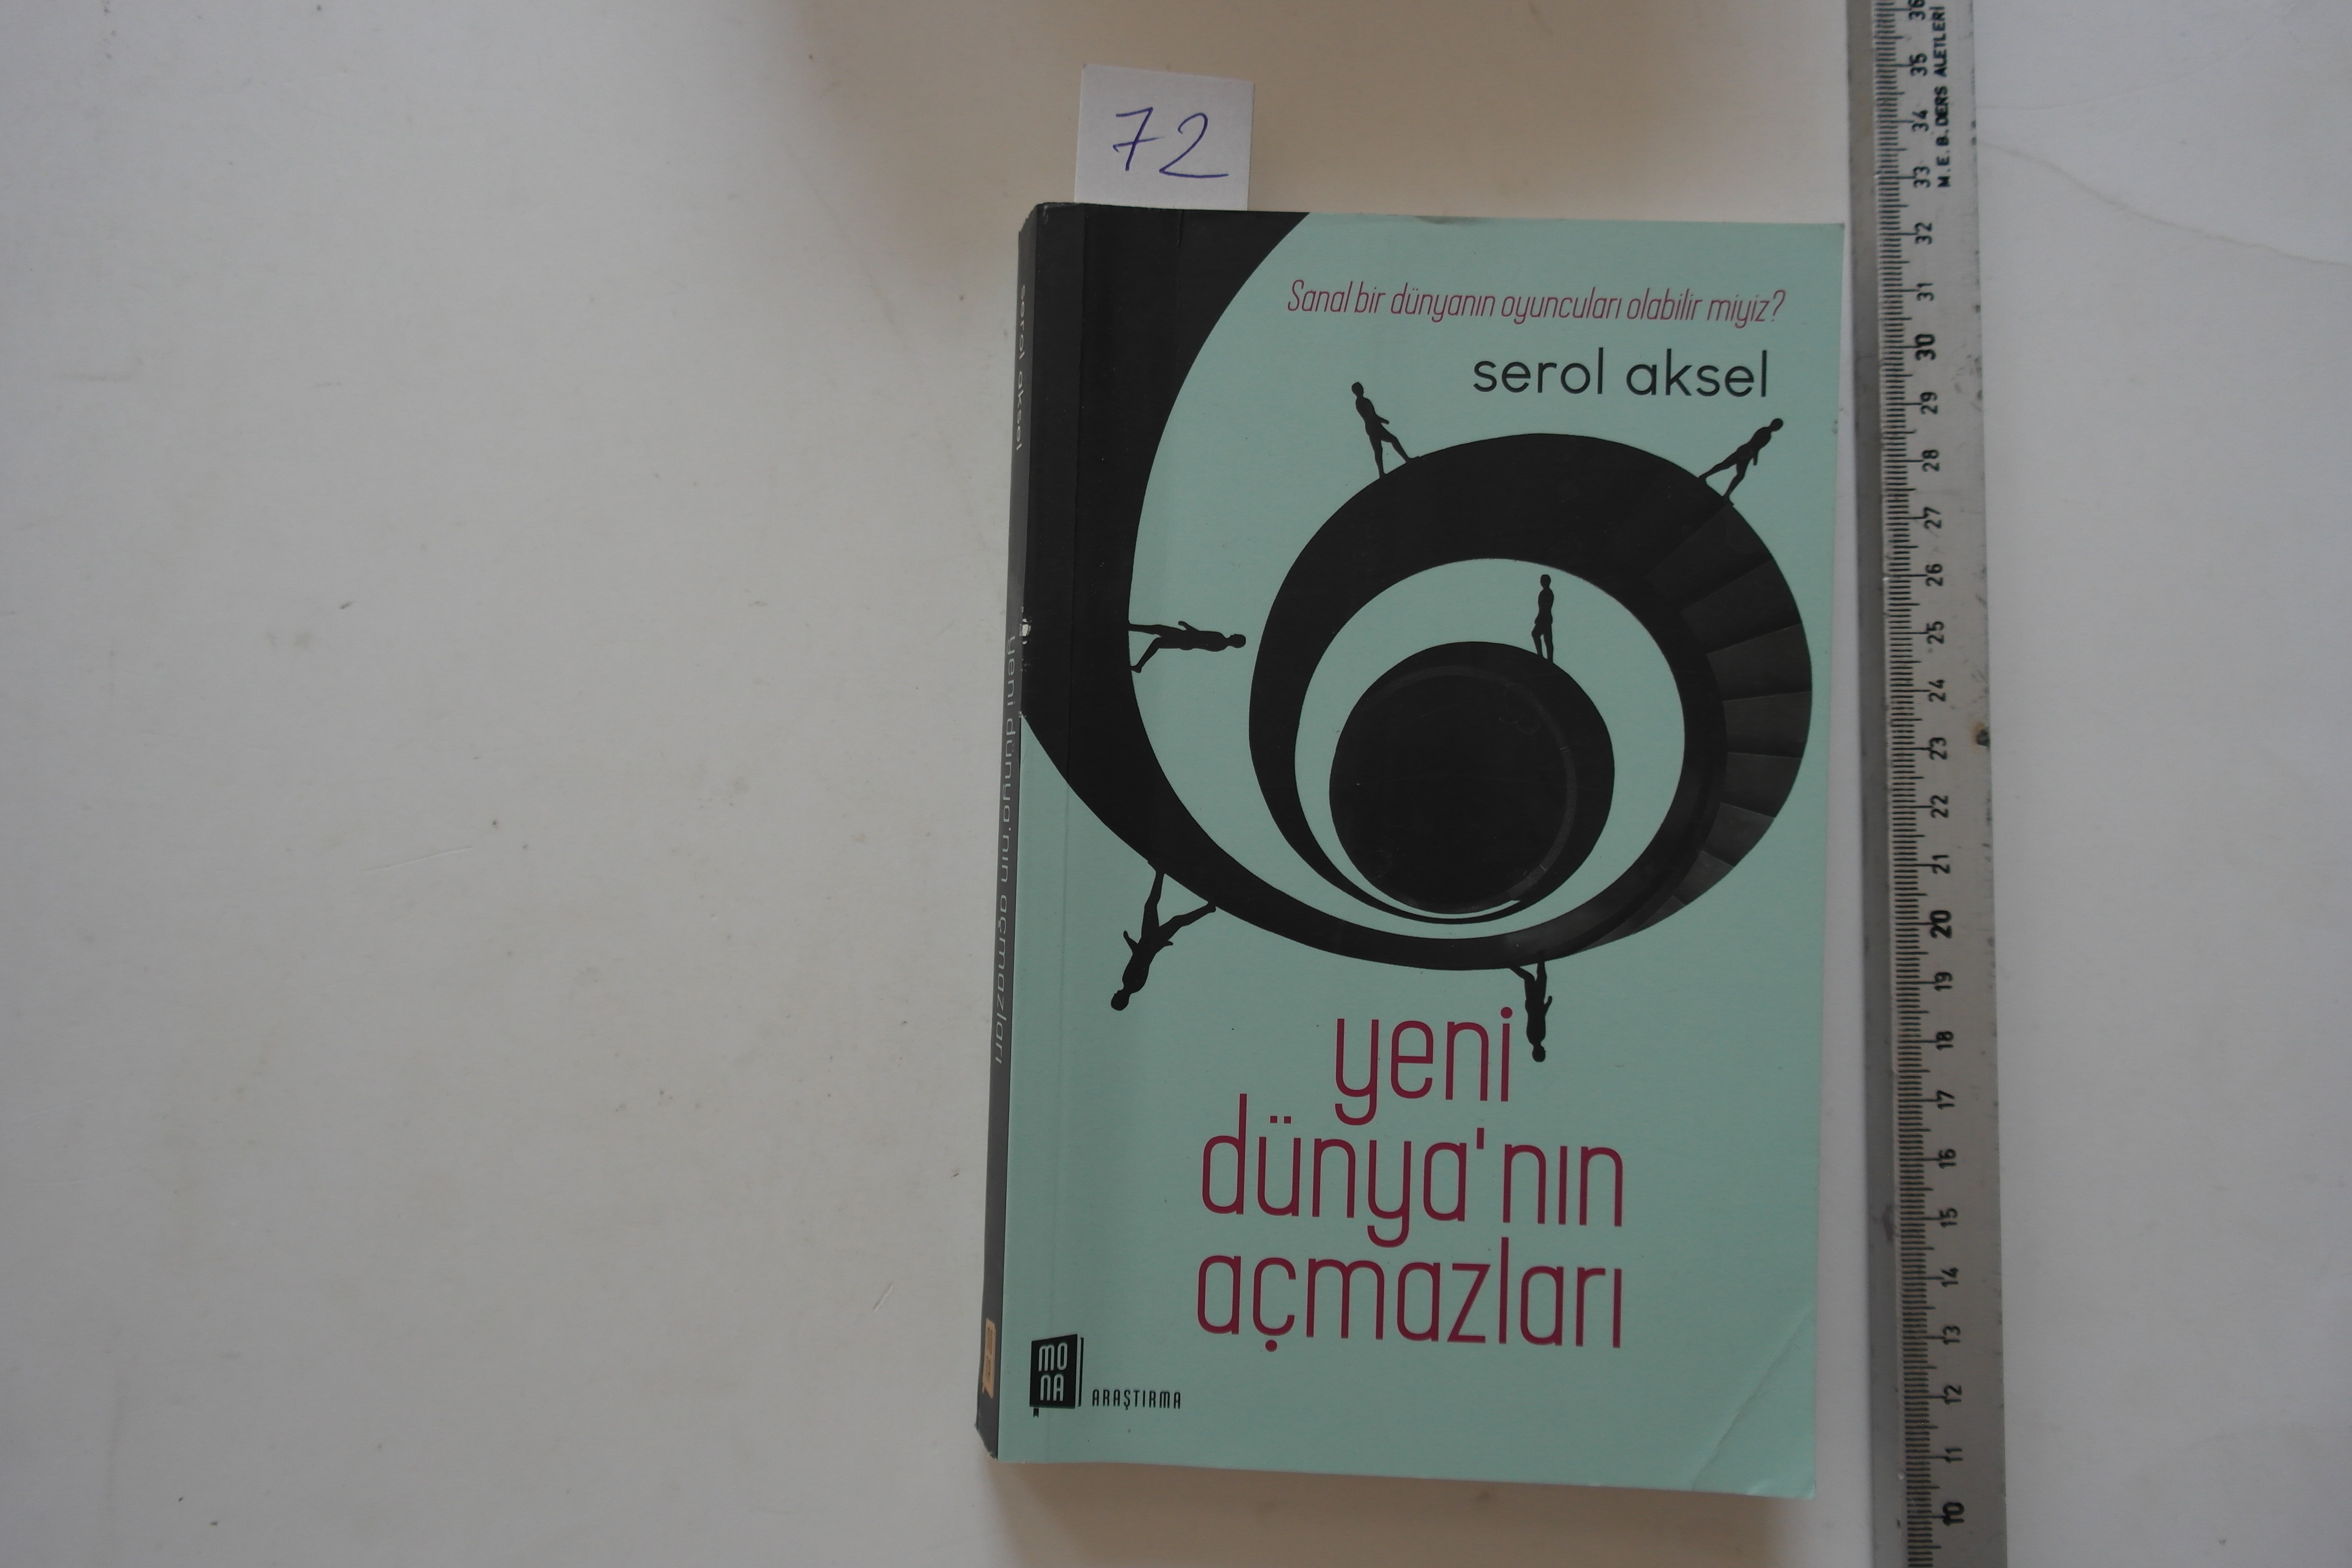 72
Sanal bir dünyanın oyuncuları olabilir miyiz?
serol aksel
yeni
dünya'nın
açmazları
MO
NA
ARAŞTIRMA
serol aksel
yeni dünya'nın açmazları
36
35
34
33
32
31
30
29
28
27
26
25
24
23
22
21
20
19
18
17
16
15
14
13
12
11
10
M.E.B. DERS ALETLERİ